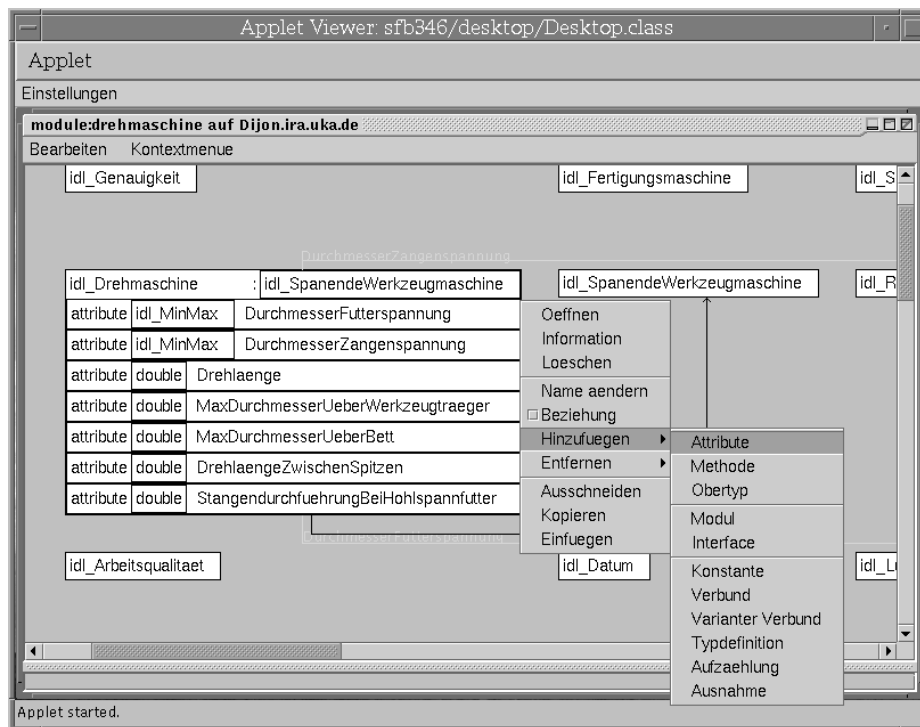 Applet Viewer: sfb346/desktop/Desktop.class
Applet
Einstellungen
module:drehmaschine auf Dijon.ira.uka.de
Bearbeiten Kontextmenue
idl_Genauigkeit idl_Fertigungsmaschine idl_S
DurchmesserZangenspannung
idl_Drehmaschine : idl_SpanendeWerkzeugmaschine idl_SpanendeWerkzeugmaschine idl_R
attribute idl_MinMax DurchmesserFutterspannung
attribute idl_MinMax DurchmesserZangenspannung
attribute double Drehlaenge
attribute double MaxDurchmesserUeberWerkzeugtraeger
attribute double MaxDurchmesserUeberBett
attribute double DrehlaengeZwischenSpitzen
attribute double StangendurchfuehrungBeiHohlspannfutter
DurchmesserFutterspannung
idl_Arbeitsqualitaet idl_Datum idl_L
Oeffnen
Information
Loeschen
Name aendern
Beziehung
Hinzufuegen
Entfernen
Ausschneiden
Kopieren
Einfuegen
Attribute
Methode
Obertyp
Modul
Interface
Konstante
Verbund
Varianter Verbund
Typdefinition
Aufzaehlung
Ausnahme
Applet started.